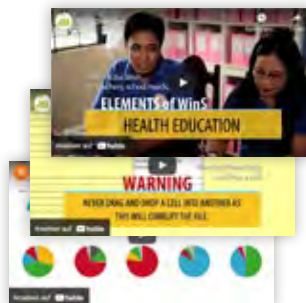 ELEMENTS of WinS
HEALTH EDUCATION
Ansehen auf YouTube
WARNING
NEVER DRAG AND DROP A CELL INTO ANOTHER AS
THIS WILL CORRUPT THE FILE.
Ansehen auf YouTube
Ansehen auf YouTube